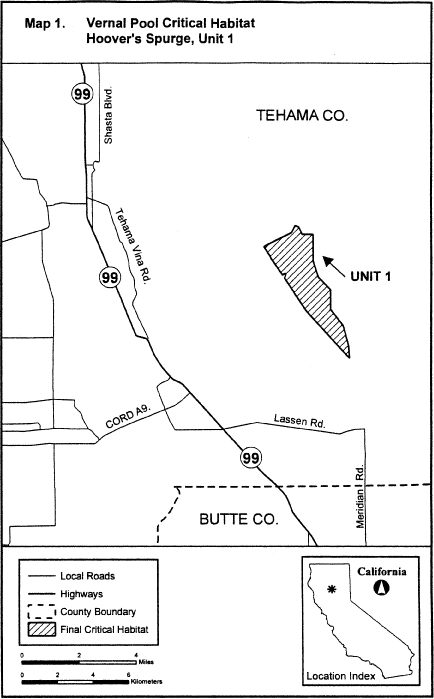 Map 1. Vernal Pool Critical Habitat
Hoover's Spurge, Unit 1
99
Shasta Blvd.
TEHAMA CO.
Tehama Vina Rd.
99
UNIT 1
CORD A9.
Lassen Rd.
99
Meridian Rd.
BUTTE CO.
Local Roads
Highways
County Boundary
Final Critical Habitat
0 2 4
Miles
0 2 4 6
Kilometers
California
Location Index